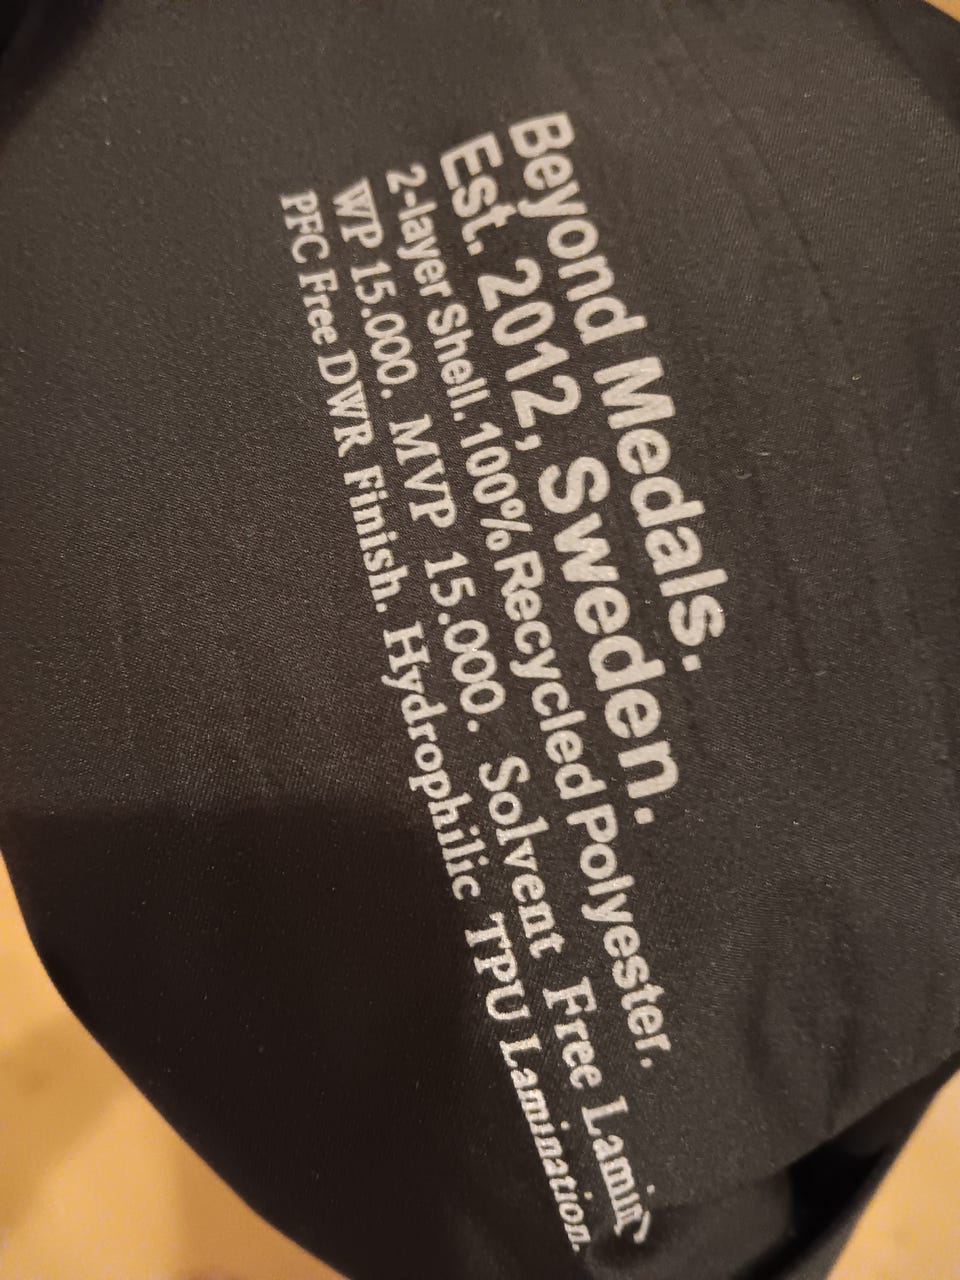 Beyond Medals.
Est. 2012, Sweden.
2-layer Shell. 100% Recycled Polyester.
WP 15.000. MVP 15.000. Solvent Free
PFC Free DWR Finish. Hydrophilic TPU Lamination.